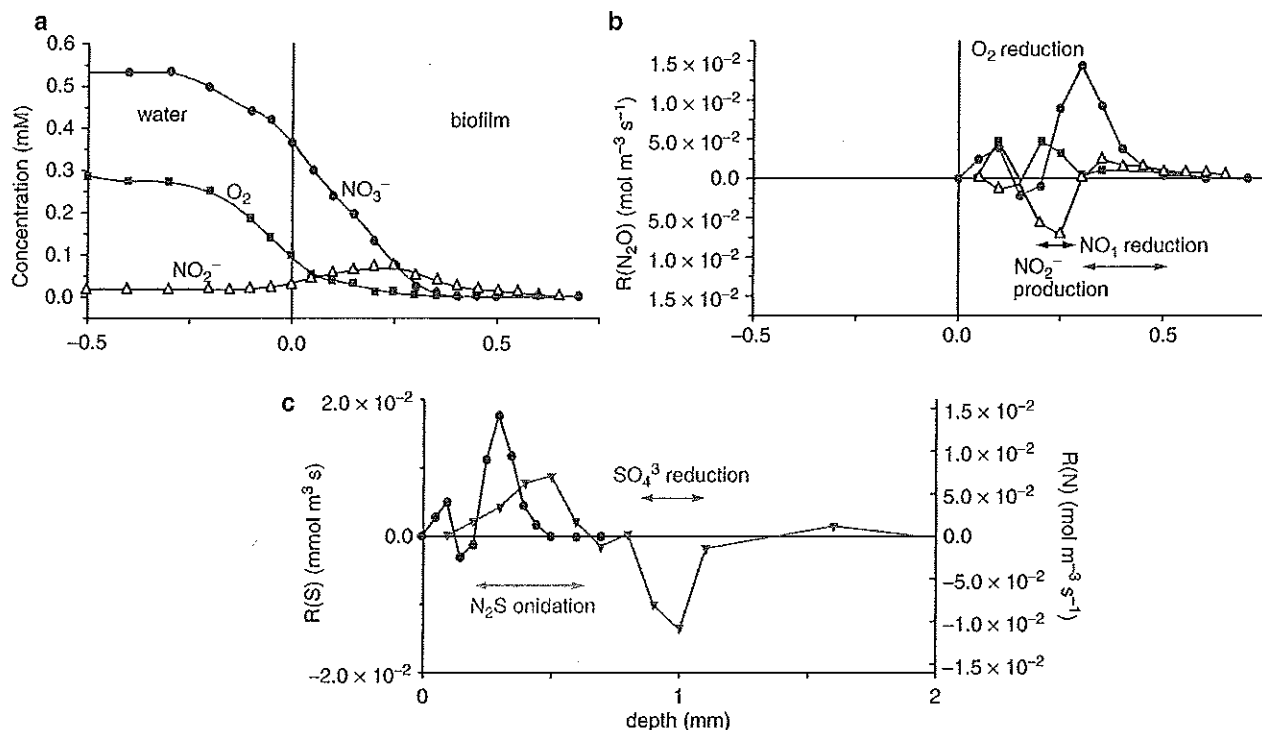 a
0.6
0.5
0.4
0.3
0.2
0.1
0.0
Concentration (mM)
water
biofilm
O₂
NO₃⁻
NO₂⁻
−0.5
0.0
0.5
b
1.5 × 10⁻²
1.0 × 10⁻²
5.0 × 10⁻²
0.0
5.0 × 10⁻²
1.0 × 10⁻²
1.5 × 10⁻²
R(N₂O) (mol m⁻³ s⁻¹)
O₂ reduction
NO₁ reduction
NO₂⁻
production
−0.5
0.0
0.5
c
2.0 × 10⁻²
0.0
−2.0 × 10⁻²
R(S) (mmol m³ s)
SO₄³ reduction
N₂S onidation
1.5 × 10⁻²
1.0 × 10⁻²
5.0 × 10⁻²
0.0
−5.0 × 10⁻²
−1.0 × 10⁻²
−1.5 × 10⁻²
R(N) (mol m⁻³ s⁻¹)
0
1
2
depth (mm)